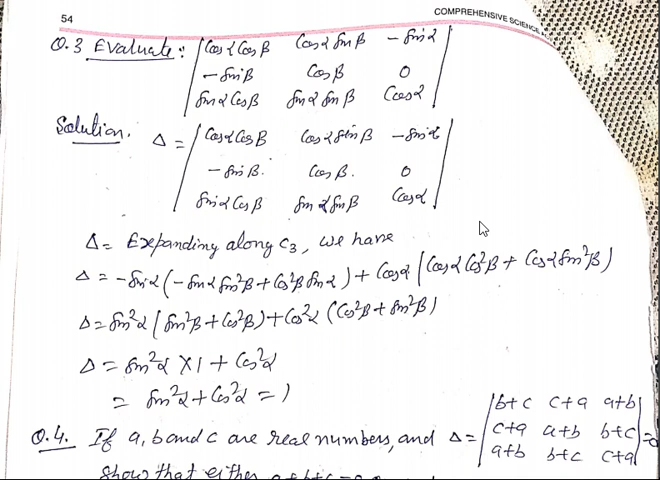 54
COMPREHENSIVE SCIENCE
Q.3 Evaluate: | Cosα Cosβ   Cosα Sinβ   -Sinα |
| -Sinβ   Cosβ   0 |
| Sinα Cosβ   Sinα Sinβ   Cosα |
Solution. Δ = | Cosα Cosβ   Cosα Sinβ   -Sinα |
| -Sinβ.   Cosβ.   0 |
| Sinα Cosβ   Sinα Sinβ   Cosα |
Δ = Expanding along C₃, we have
Δ = -Sinα (-Sinα Sin²β + Cos²β Sinα) + Cosα (Cosα Cos²β + Cosα Sin²β)
Δ = Sin²α (Sin²β + Cos²β) + Cos²α (Cos²β + Sin²β)
Δ = Sin²α × 1 + Cos²α
= Sin²α + Cos²α = 1
Q.4. If a, b and c are real numbers, and Δ = | b+c   c+a   a+b |
| c+a   a+b   b+c | = 0
| a+b   b+c   c+a |
Show that either a+b+c = 0